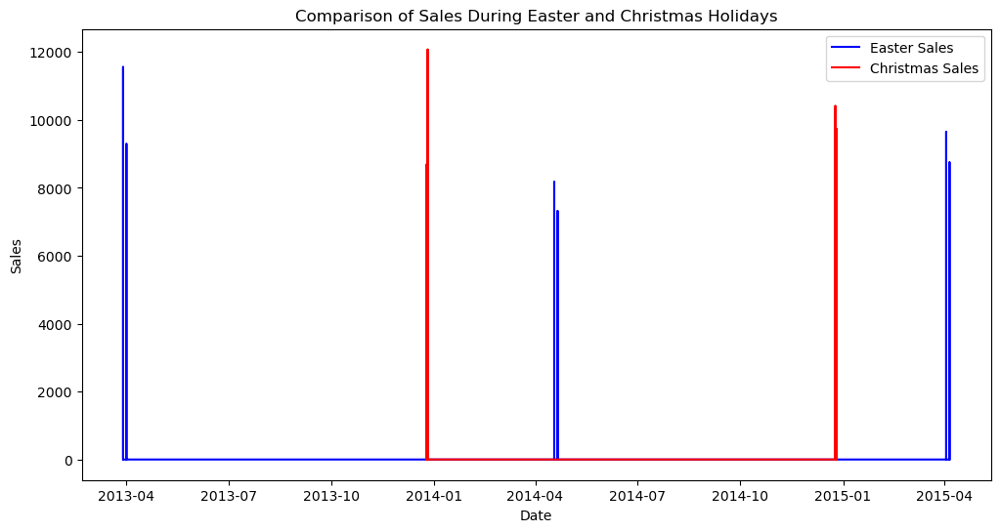 Comparison of Sales During Easter and Christmas Holidays
Easter Sales
Christmas Sales
12000
10000
8000
6000
4000
2000
0
Sales
2013-04 2013-07 2013-10 2014-01 2014-04 2014-07 2014-10 2015-01 2015-04
Date